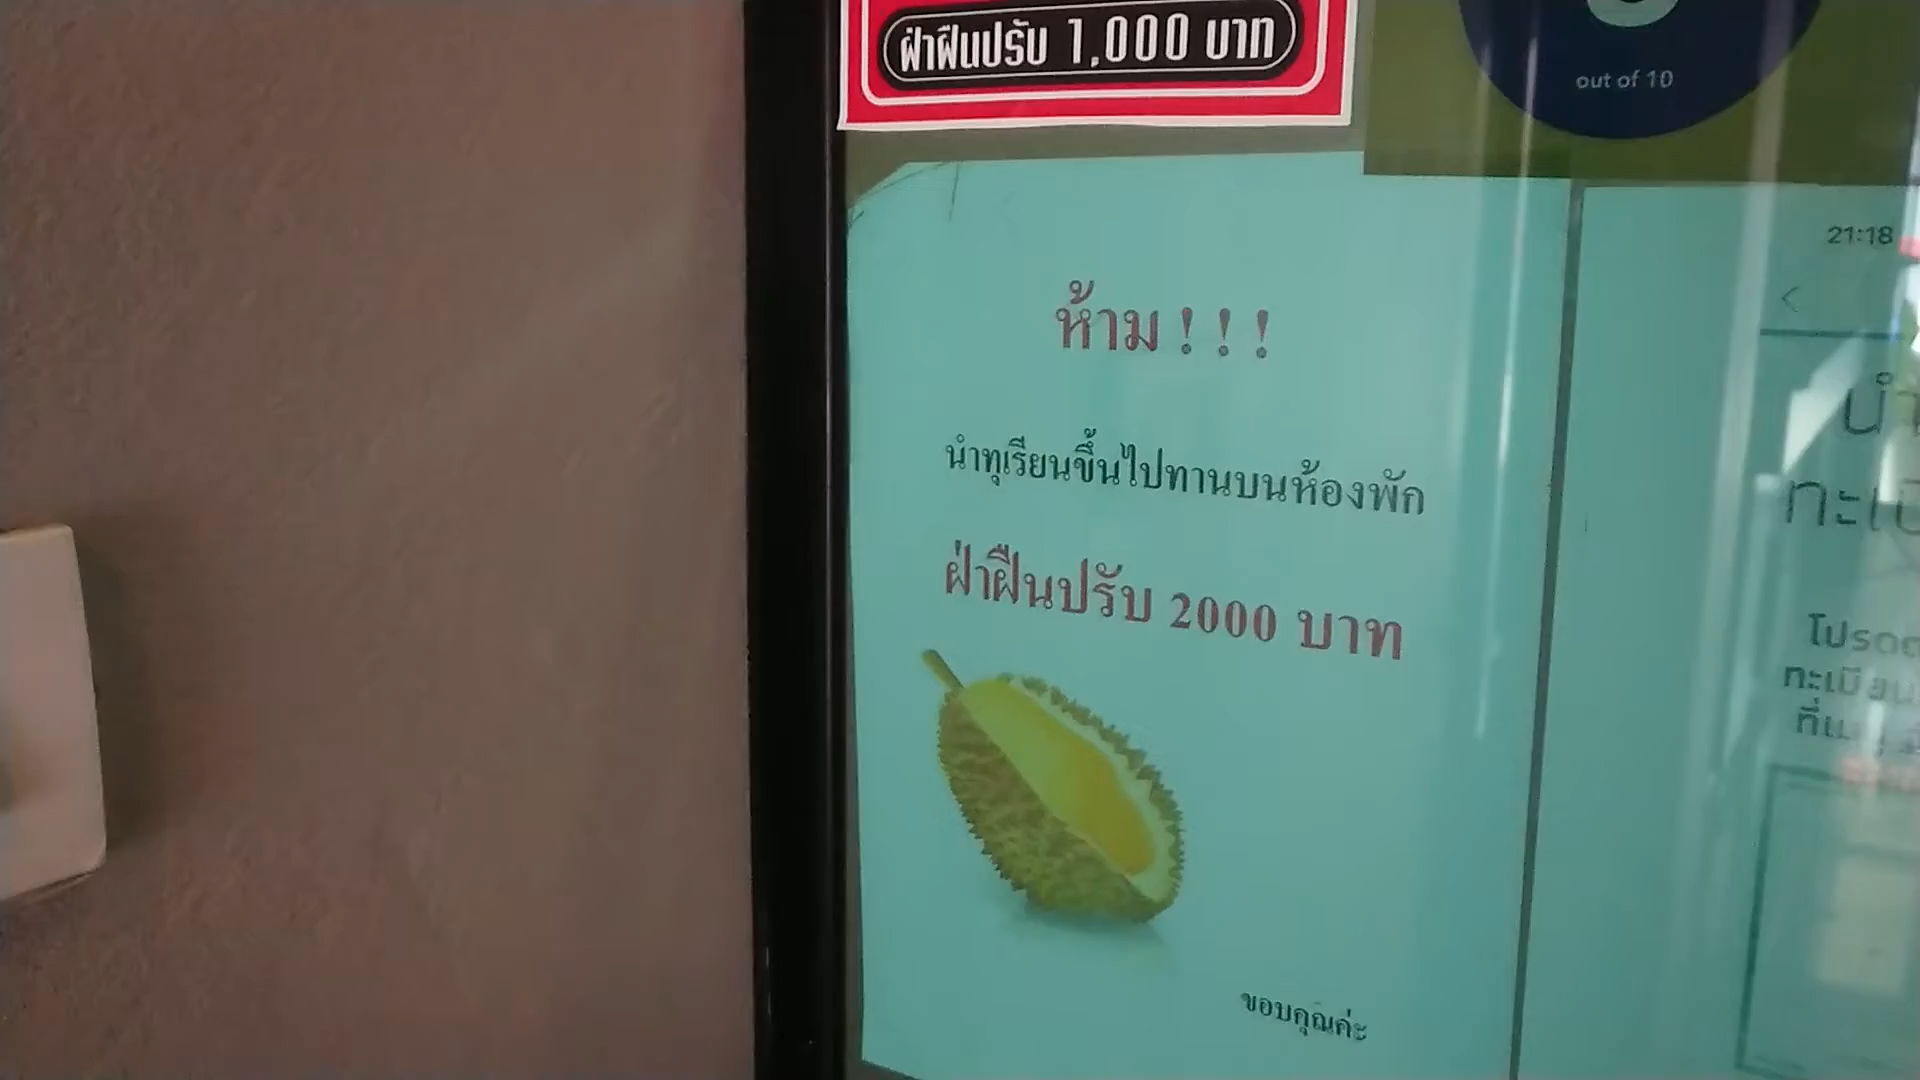 ฝ่าฝืนปรับ 1,000 บาท
out of 10
ห้าม ! ! !
นำทุเรียนขึ้นไปทานบนห้องพัก
ฝ่าฝืนปรับ 2000 บาท
ขอบคุณค่ะ
21:18
<